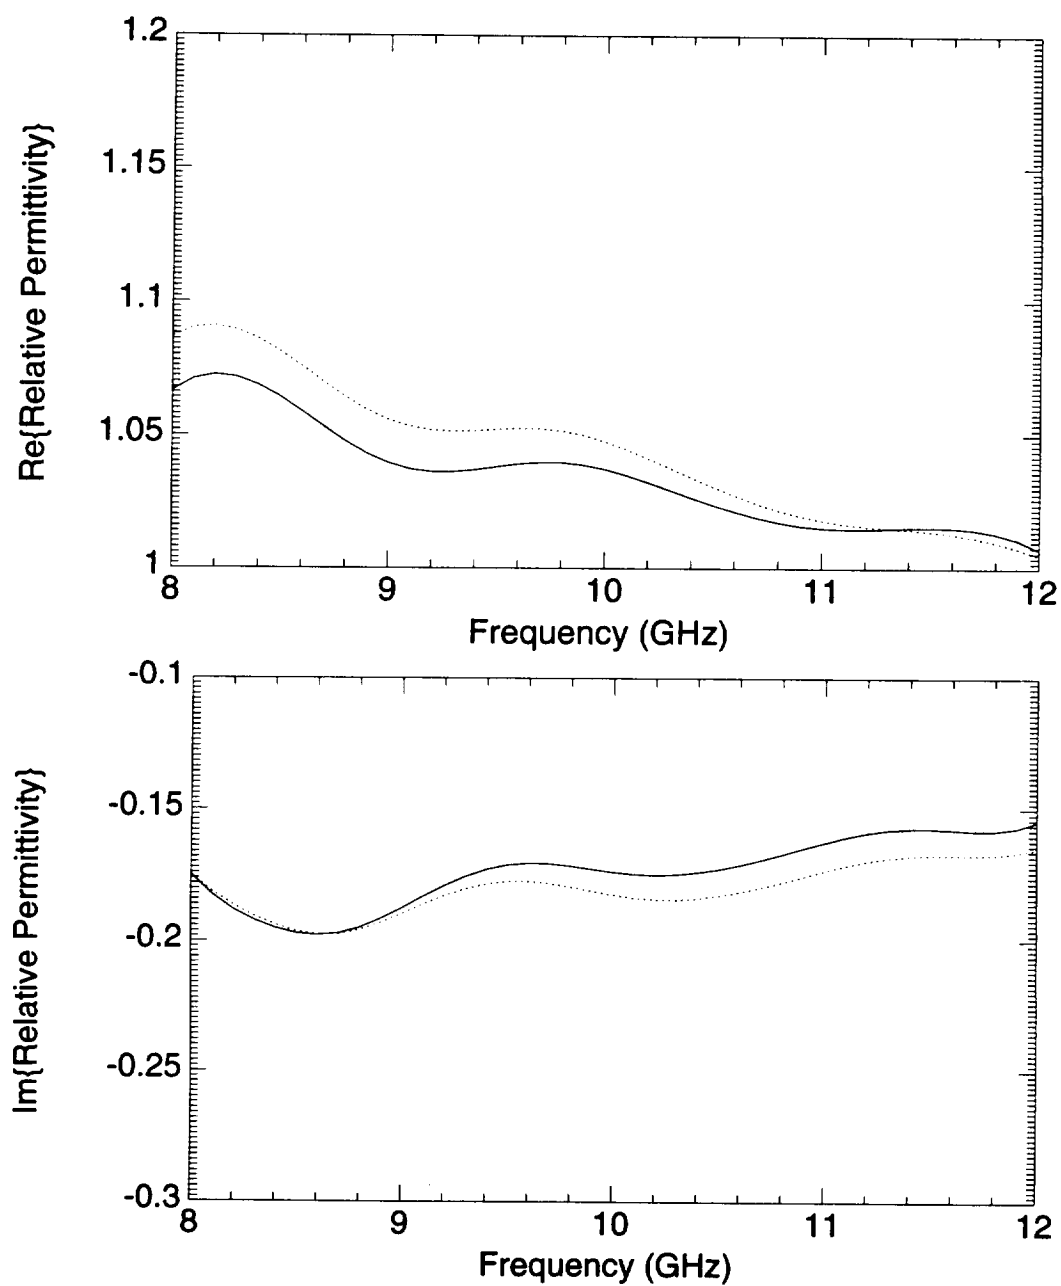 Re{Relative Permittivity}
1.2
1.15
1.1
1.05
1
8 9 10 11 12
Frequency (GHz)
Im{Relative Permittivity}
-0.1
-0.15
-0.2
-0.25
-0.3
8 9 10 11 12
Frequency (GHz)